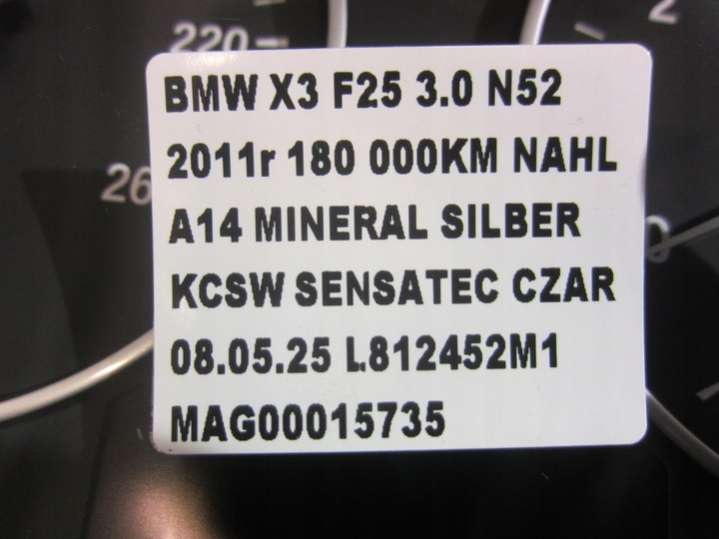 220
2
BMW X3 F25 3.0 N52
2011r 180 000KM NAHL
26
A14 MINERAL SILBER
KCSW SENSATEC CZAR
08.05.25 L812452M1
MAG00015735